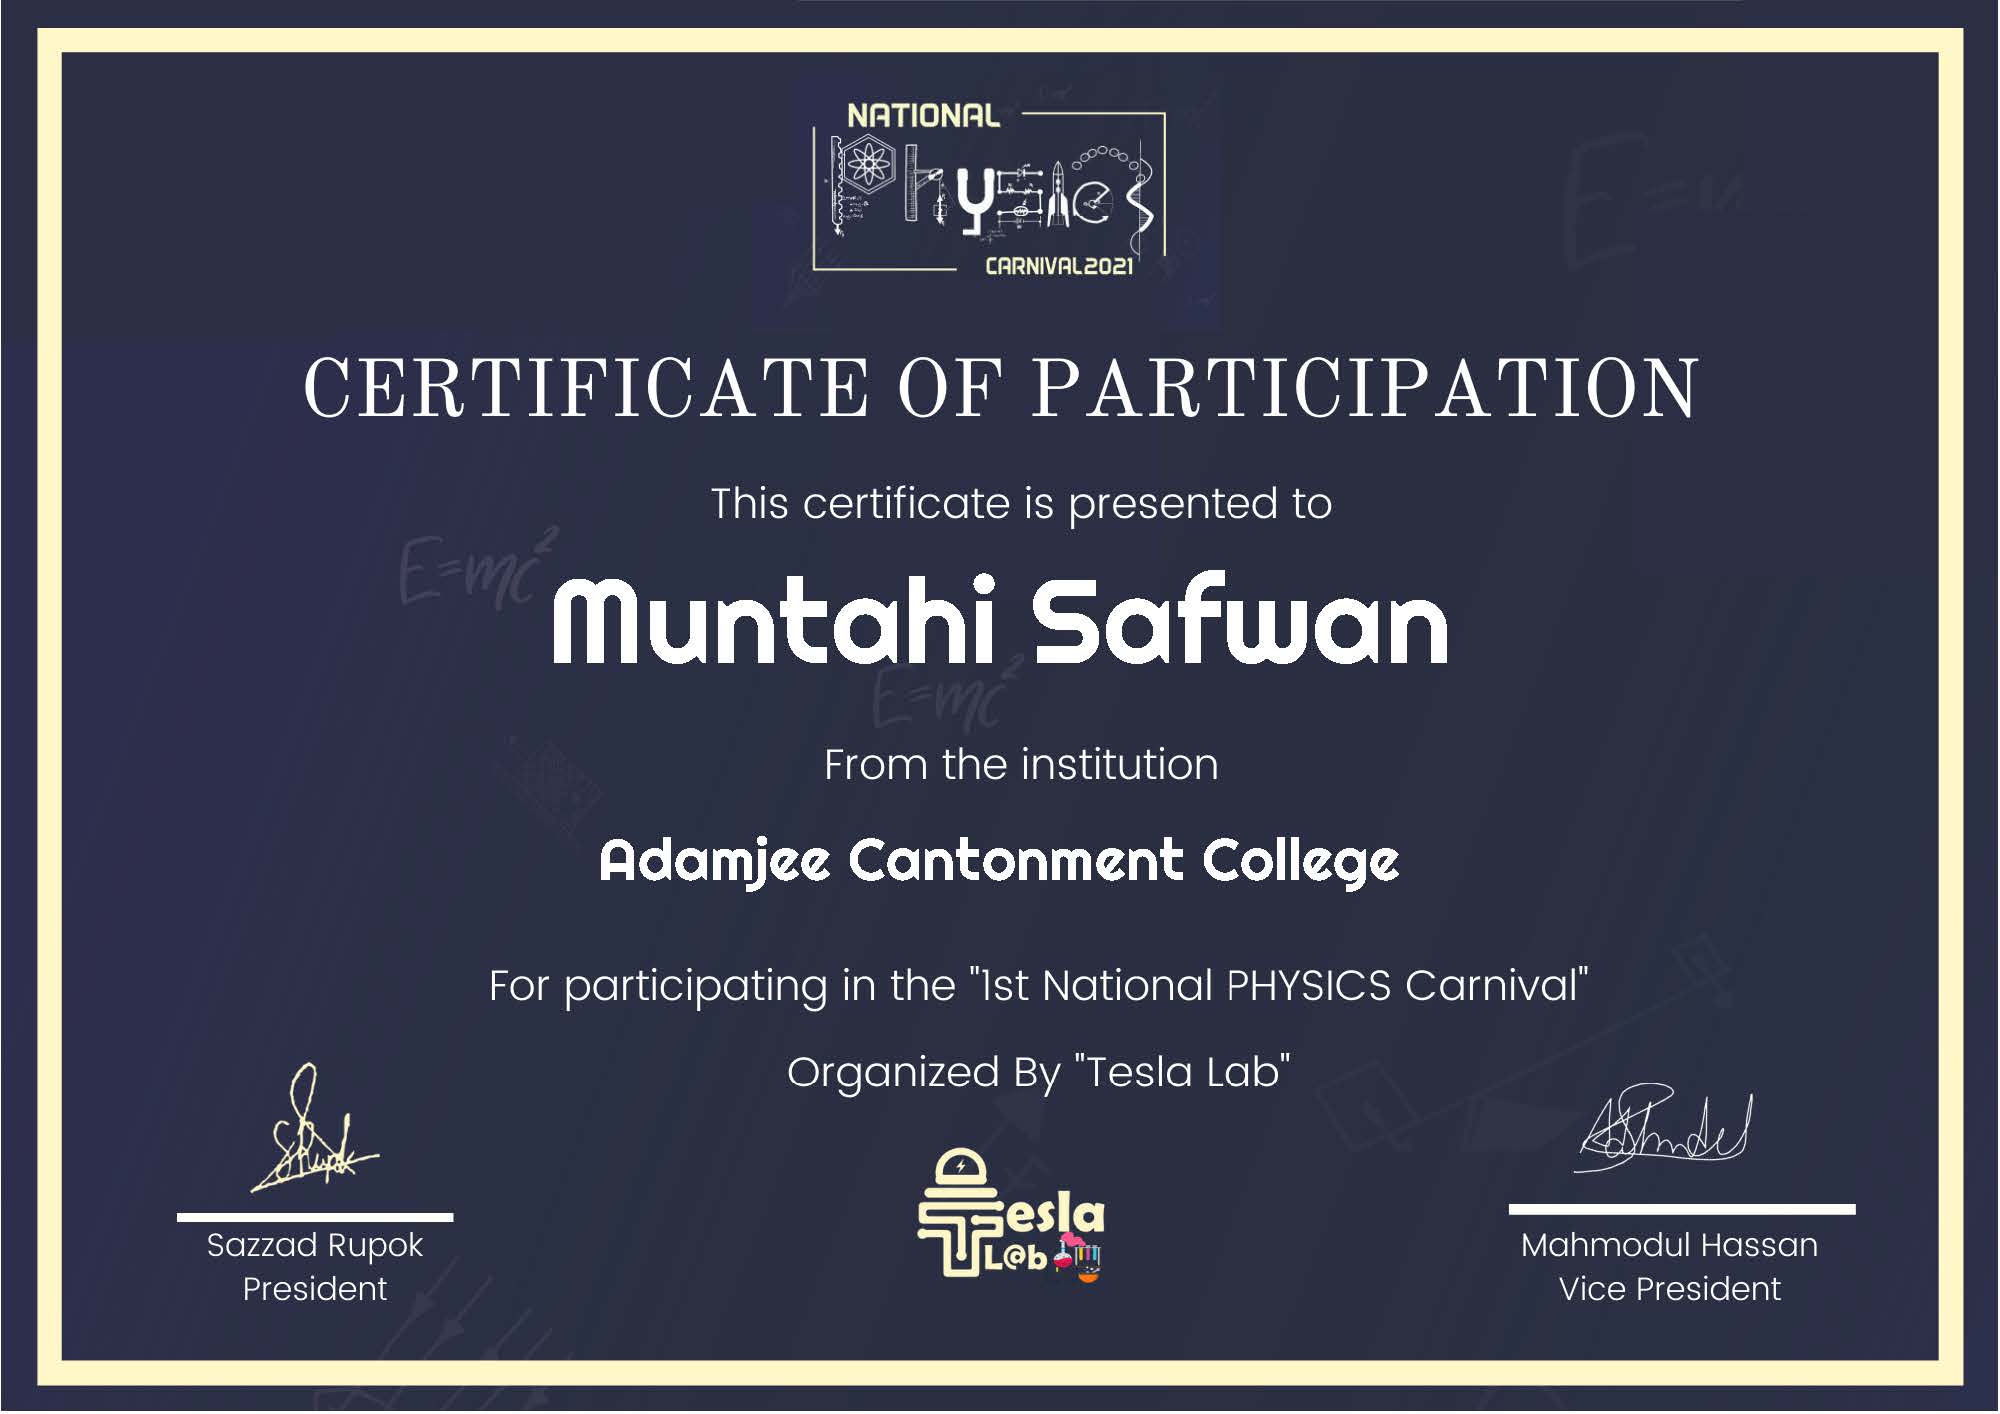 NATIONAL
Physics
CARNIVAL2021
CERTIFICATE OF PARTICIPATION
This certificate is presented to
E=mc²
Muntahi Safwan
E=mc²
From the institution
Adamjee Cantonment College
For participating in the "1st National PHYSICS Carnival"
Organized By "Tesla Lab"
Tesla
L@b
Sazzad Rupok
President
Mahmodul Hassan
Vice President